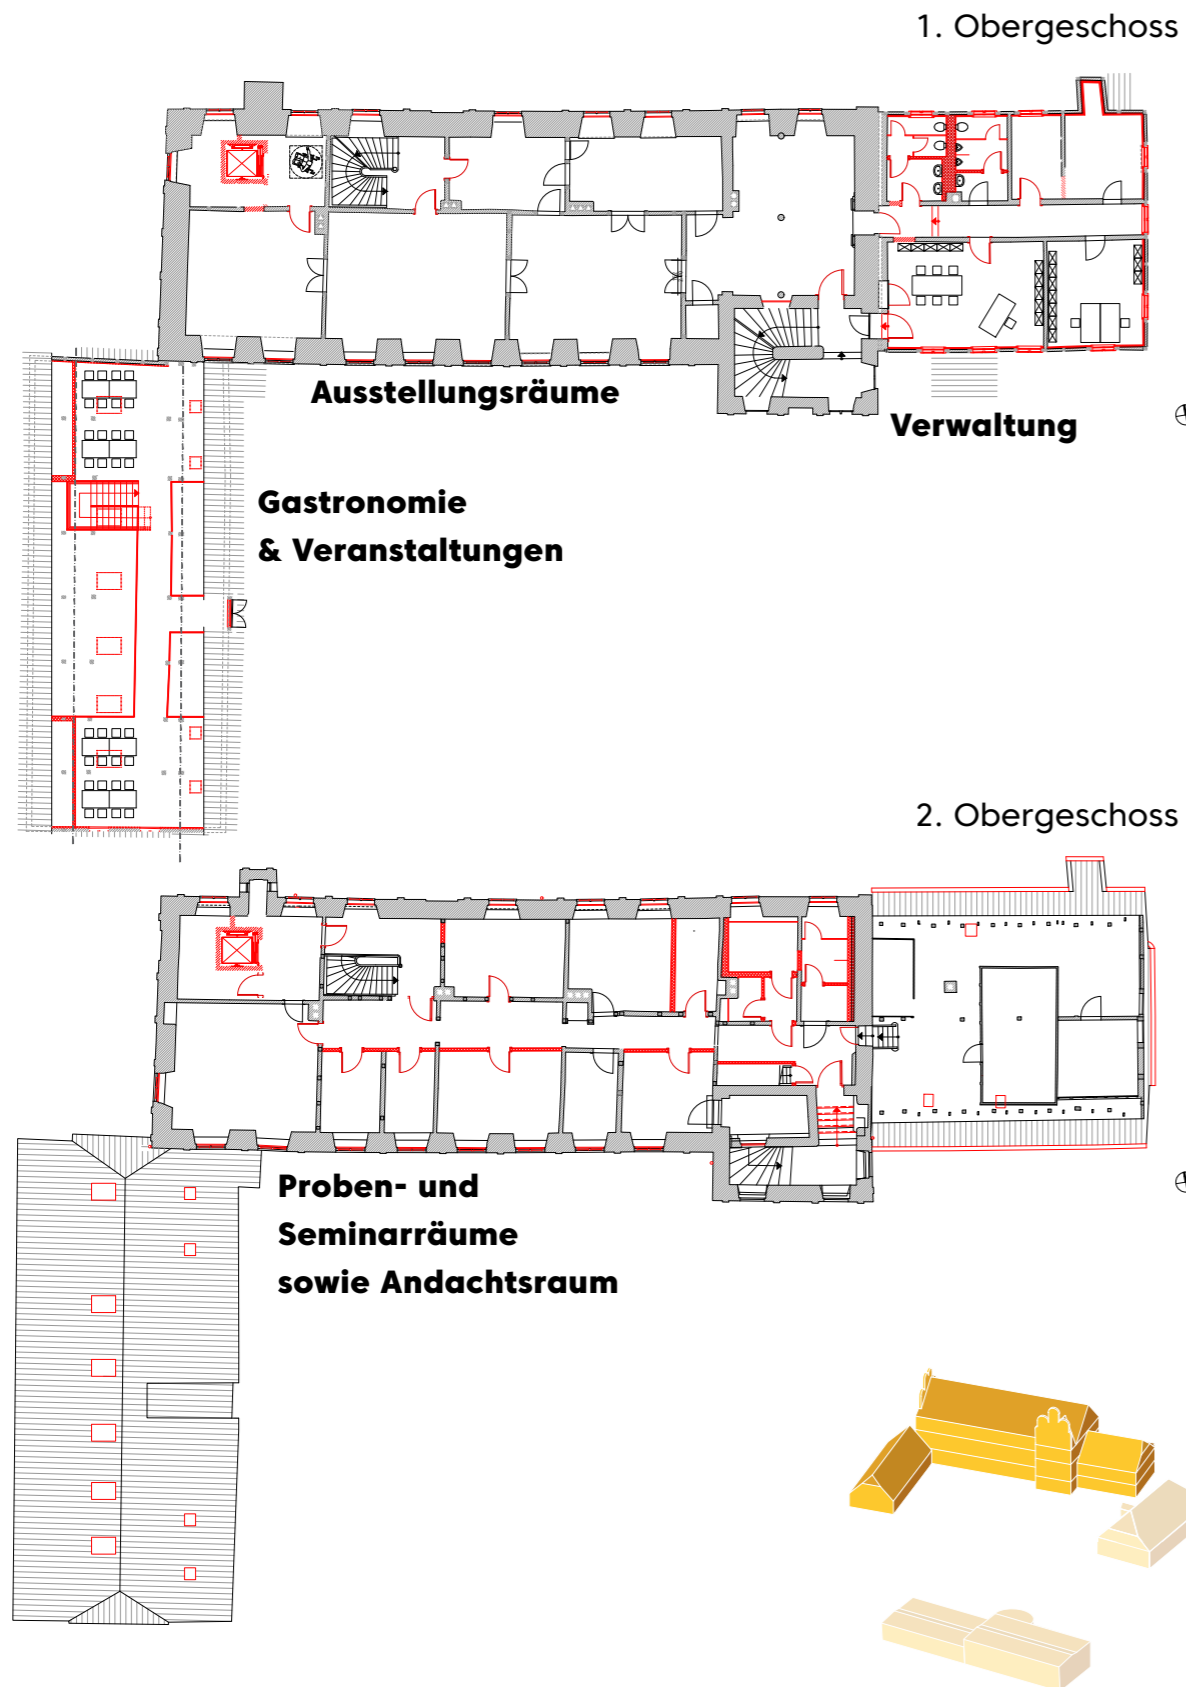 1. Obergeschoss
Ausstellungsräume
Verwaltung
Gastronomie
& Veranstaltungen
2. Obergeschoss
Proben- und
Seminarräume
sowie Andachtsraum